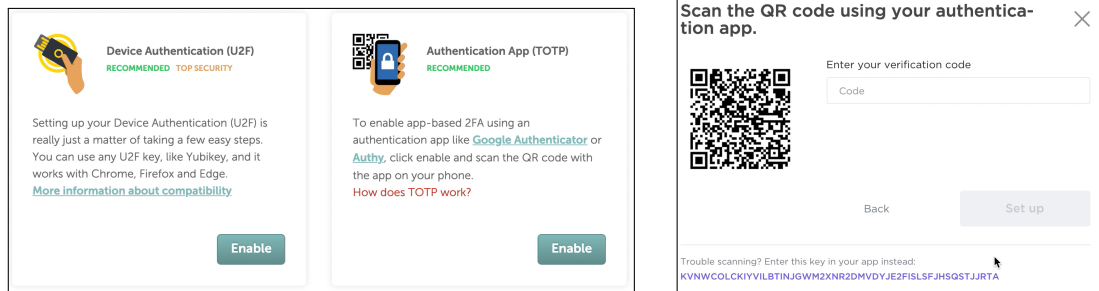 Device Authentication (U2F)
RECOMMENDED TOP SECURITY
Setting up your Device Authentication (U2F) is
really just a matter of taking a few easy steps.
You can use any U2F key, like Yubikey, and it
works with Chrome, Firefox and Edge.
More information about compatibility
Enable
Authentication App (TOTP)
RECOMMENDED
To enable app-based 2FA using an
authentication app like Google Authenticator or
Authy, click enable and scan the QR code with
the app on your phone.
How does TOTP work?
Enable
Scan the QR code using your authentica-
tion app.
Enter your verification code
Code
Back
Set up
Trouble scanning? Enter this key in your app instead:
KVNWCOLCKIYVILBTINJGWM2XNR2DMVDYJE2FISLSFJHSQSTJJRTA